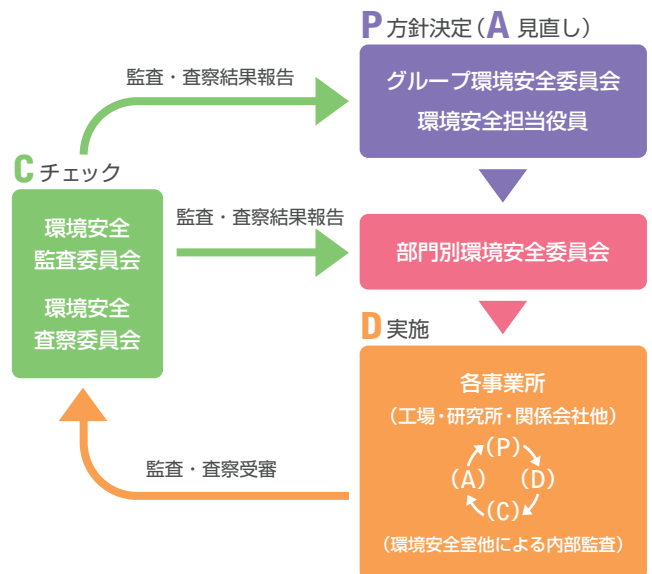 P 方針決定（A 見直し）
グループ環境安全委員会
環境安全担当役員
監査・査察結果報告
C チェック
環境安全
監査委員会
環境安全
査察委員会
監査・査察結果報告
部門別環境安全委員会
D 実施
各事業所
（工場・研究所・関係会社他）
（P）
（A）（D）
（C）
（環境安全室他による内部監査）
監査・査察受審